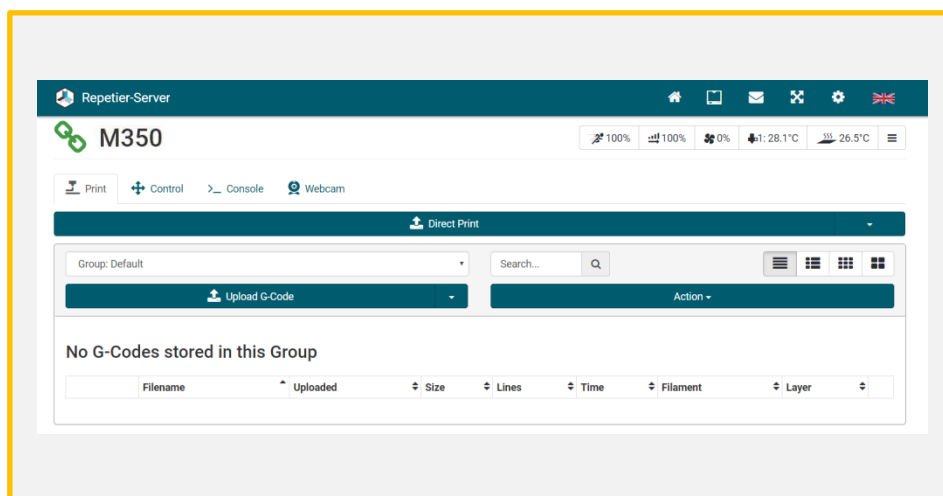 Repetier-Server
M350
100% 100% 0% 1: 28.1°C 26.5°C
Print Control Console Webcam
Direct Print
Group: Default Search...
Upload G-Code Action
No G-Codes stored in this Group
Filename Uploaded Size Lines Time Filament Layer